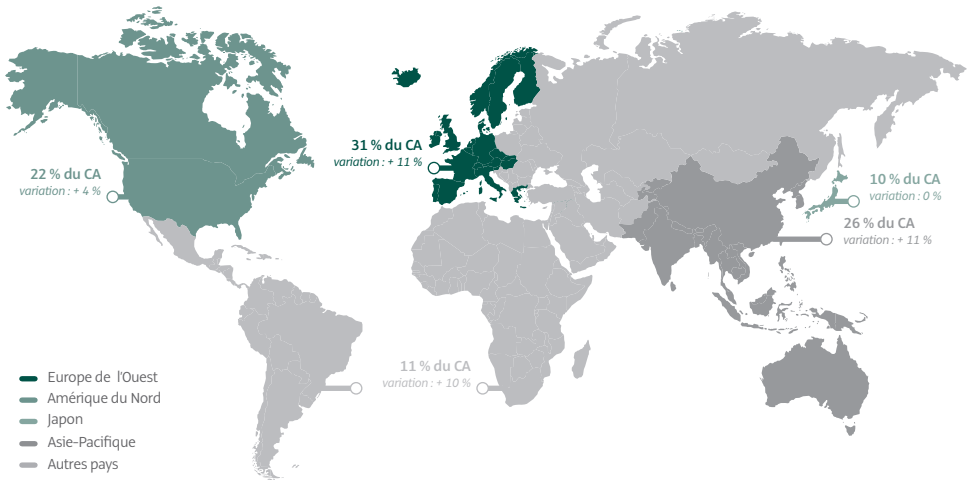 31 % du CA
variation : + 11 %
22 % du CA
variation : + 4 %
10 % du CA
variation : 0 %
26 % du CA
variation : + 11 %
11 % du CA
variation : + 10 %
Europe de l'Ouest
Amérique du Nord
Japon
Asie-Pacifique
Autres pays